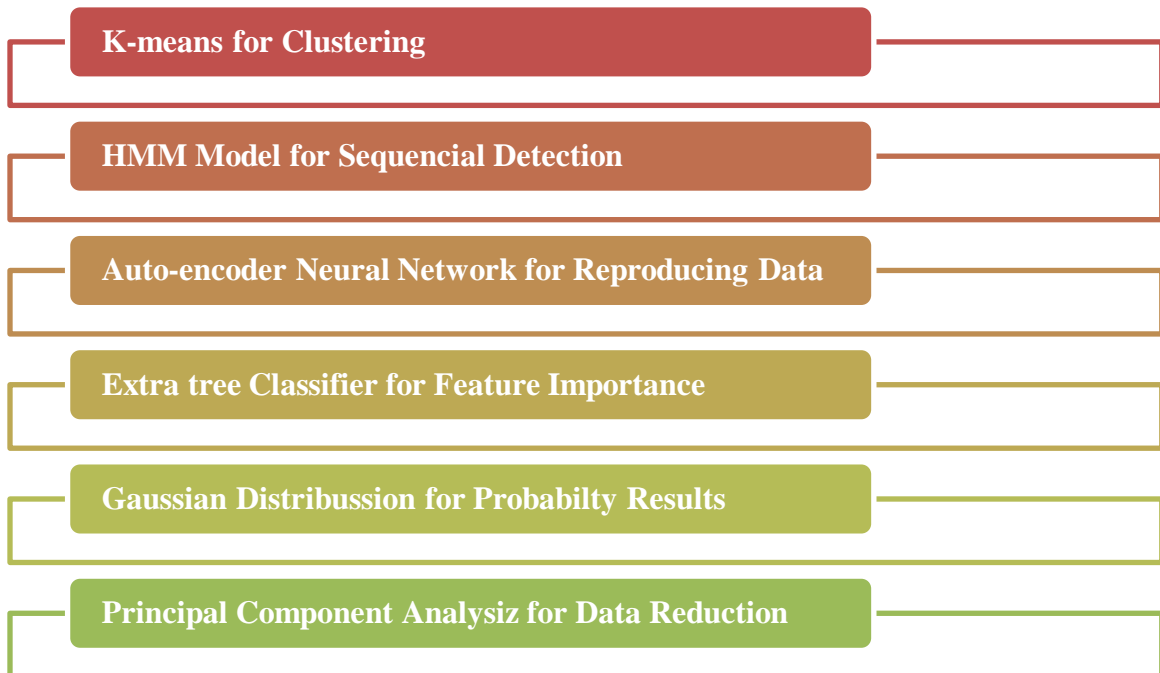 K-means for Clustering
HMM Model for Sequencial Detection
Auto-encoder Neural Network for Reproducing Data
Extra tree Classifier for Feature Importance
Gaussian Distribussion for Probabilty Results
Principal Component Analysiz for Data Reduction